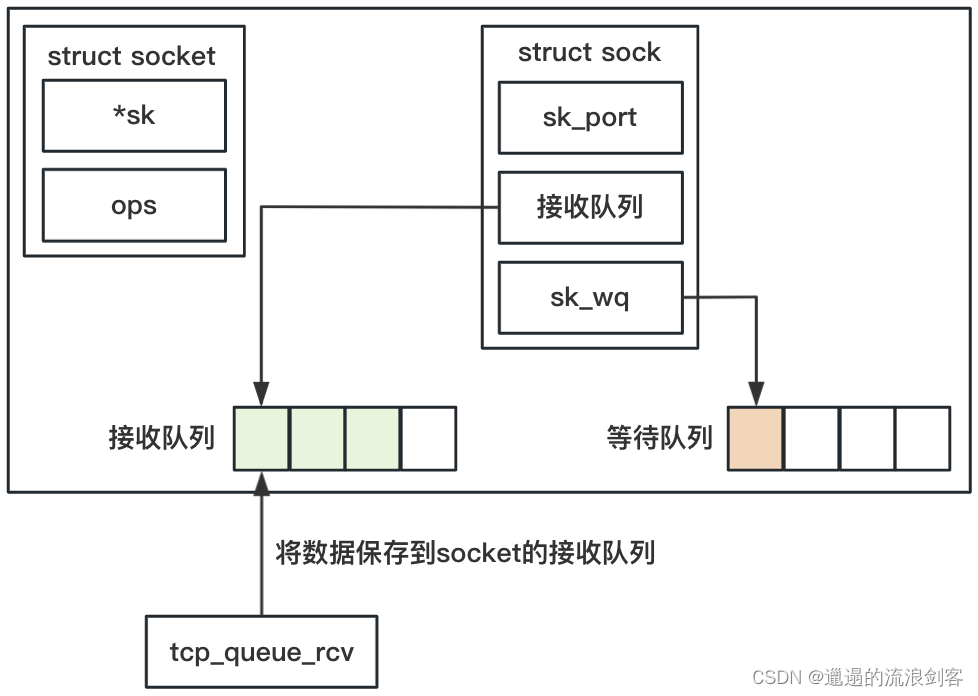 struct socket
*sk
ops
struct sock
sk_port
接收队列
sk_wq
接收队列
等待队列
将数据保存到socket的接收队列
tcp_queue_rcv
CSDN @邋遢的流浪剑客